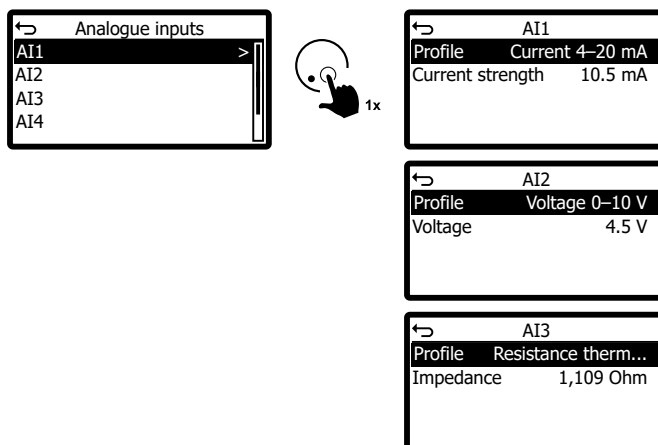 Analogue inputs
AI1 >
AI2
AI3
AI4
1x
AI1
Profile Current 4–20 mA
Current strength 10.5 mA
AI2
Profile Voltage 0–10 V
Voltage 4.5 V
AI3
Profile Resistance therm...
Impedance 1,109 Ohm